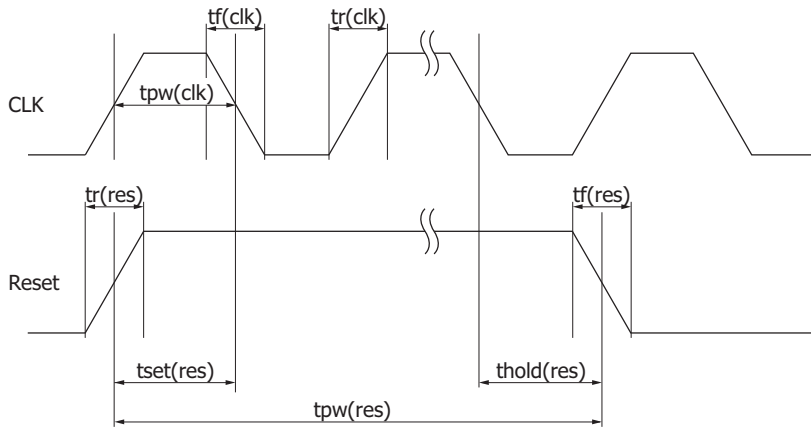 tf(clk)
tr(clk)
tpw(clk)
CLK
tr(res)
tf(res)
Reset
tset(res)
thold(res)
tpw(res)